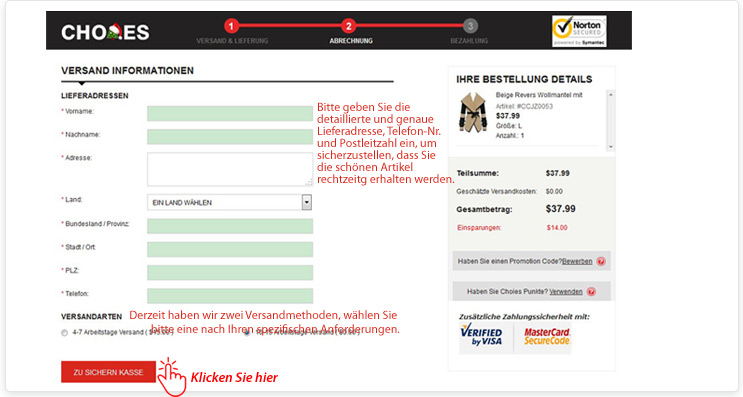 CHOIES
1
2
3
VERSAND & LIEFERUNG
ABRECHNUNG
BEZAHLUNG
Norton
SECURED
powered by Symantec
VERSAND INFORMATIONEN
LIEFERADRESSEN
* Vorname:
* Nachname:
* Adresse:
* Land:
EIN LAND WÄHLEN
* Bundesland / Provinz:
* Stadt / Ort:
* PLZ:
* Telefon:
Bitte geben Sie die
detaillierte und genaue
Lieferadresse, Telefon-Nr.
und Postleitzahl ein, um
sicherzustellen, dass Sie
die schönen Artikel
rechtzeitg erhalten werden.
VERSANDARTEN
Derzeit haben wir zwei Versandmethoden, wählen Sie
bitte eine nach Ihren spezifischen Anforderungen.
4-7 Arbeitstage Versand
Arbeitstage Versand
ZU SICHERN KASSE
Klicken Sie hier
IHRE BESTELLUNG DETAILS
Beige Revers Wollmantel mit
Artikel: #CCJZ0053
$37.99
Größe: L
Anzahl.: 1
Teilsumme: $37.99
Geschätzte Versandkosten: $0.00
Gesamtbetrag: $37.99
Einsparungen: $14.00
Haben Sie einen Promotion Code?Bewerben
Haben Sie Choies Punkte? Verwenden
Zusätzliche Zahlungssicherheit mit:
VERIFIED
by VISA
MasterCard.
SecureCode.